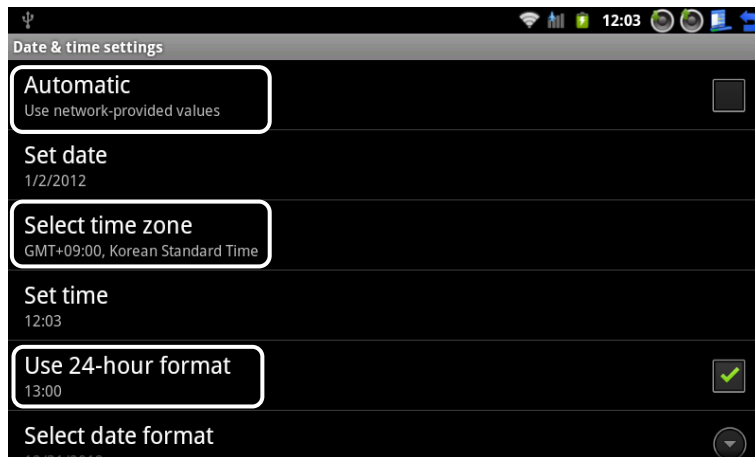 12:03
Date & time settings
Automatic
Use network-provided values
Set date
1/2/2012
Select time zone
GMT+09:00, Korean Standard Time
Set time
12:03
Use 24-hour format
13:00
Select date format